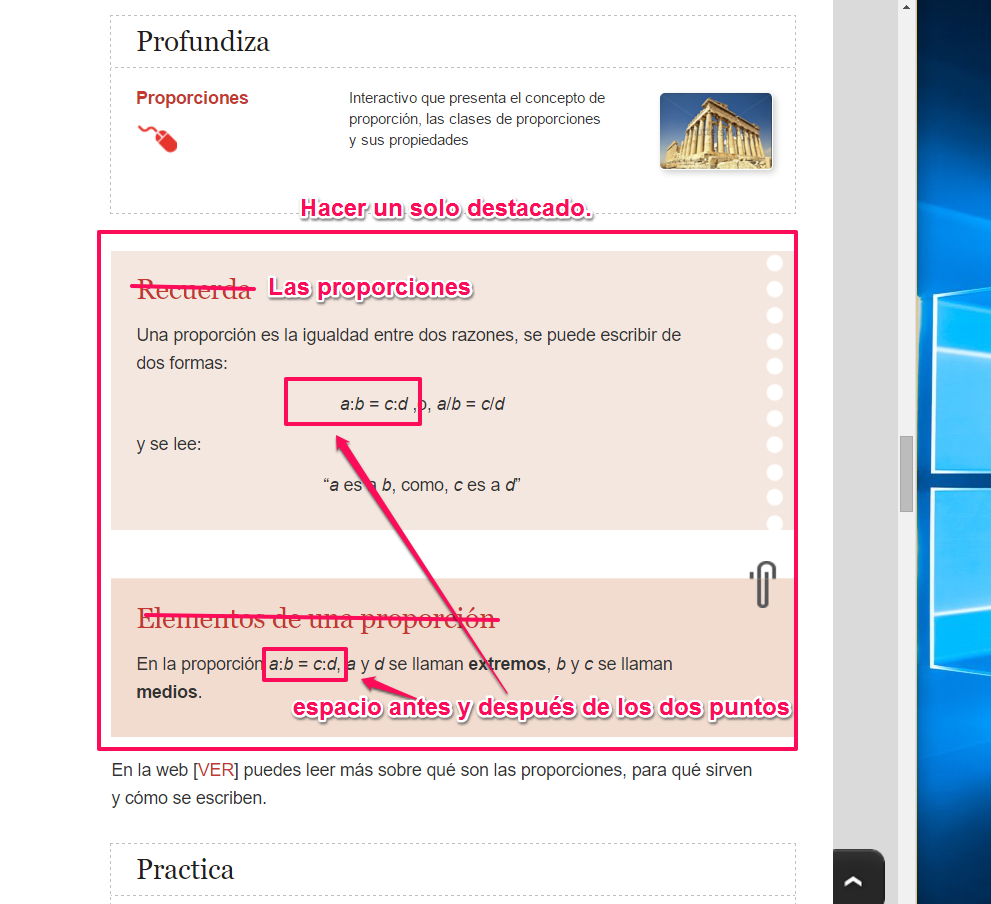 Profundiza
Proporciones
Interactivo que presenta el concepto de
proporción, las clases de proporciones
y sus propiedades
Hacer un solo destacado.
Recuerda Las proporciones
Una proporción es la igualdad entre dos razones, se puede escribir de
dos formas:
a:b = c:d ,o, a/b = c/d
y se lee:
“a es a b, como, c es a d”
Elementos de una proporción
En la proporción a:b = c:d, a y d se llaman extremos, b y c se llaman
medios.
espacio antes y después de los dos puntos
En la web [VER] puedes leer más sobre qué son las proporciones, para qué sirven
y cómo se escriben.
Practica